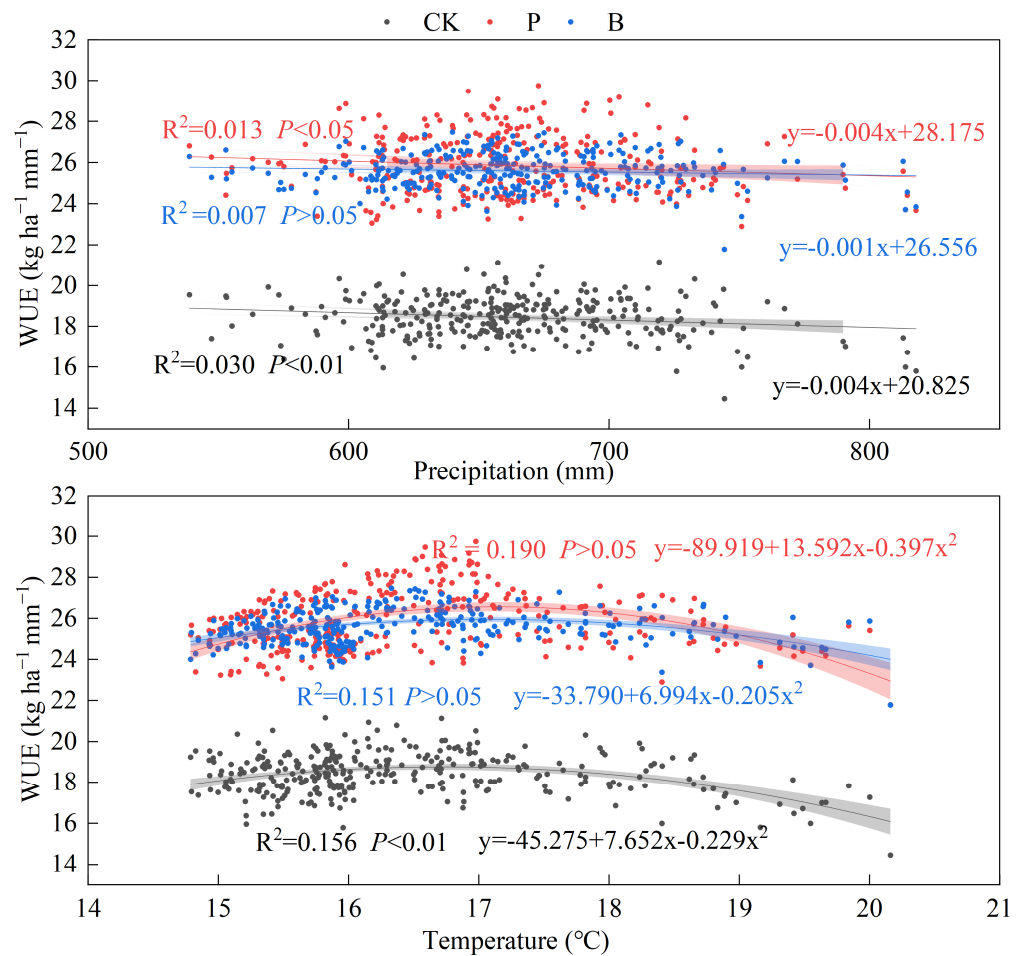 CK P B
32
30
28
26
24
22
20
18
16
14
WUE (kg ha⁻¹ mm⁻¹)
R²=0.013 P<0.05
y=-0.004x+28.175
R²=0.007 P>0.05
y=-0.001x+26.556
R²=0.030 P<0.01
y=-0.004x+20.825
500 600 700 800
Precipitation (mm)
32
30
28
26
24
22
20
18
16
14
WUE (kg ha⁻¹ mm⁻¹)
R² = 0.190 P>0.05 y=-89.919+13.592x-0.397x²
R²=0.151 P>0.05 y=-33.790+6.994x-0.205x²
R²=0.156 P<0.01 y=-45.275+7.652x-0.229x²
14 15 16 17 18 19 20 21
Temperature (℃)